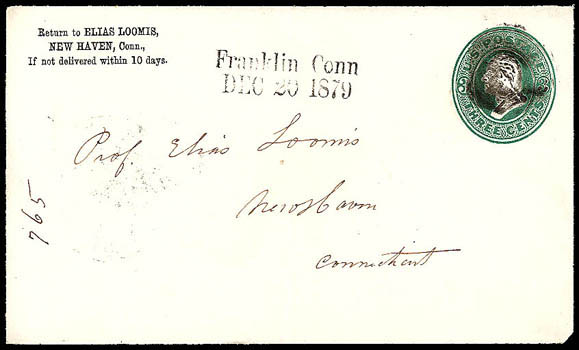 Return to ELIAS LOOMIS,
NEW HAVEN, Conn.,
If not delivered within 10 days.
Franklin Conn
DEC 20 1879
U.S. POSTAGE
THREE CENTS
Prof. Elias Loomis
New Haven
Connecticut
765